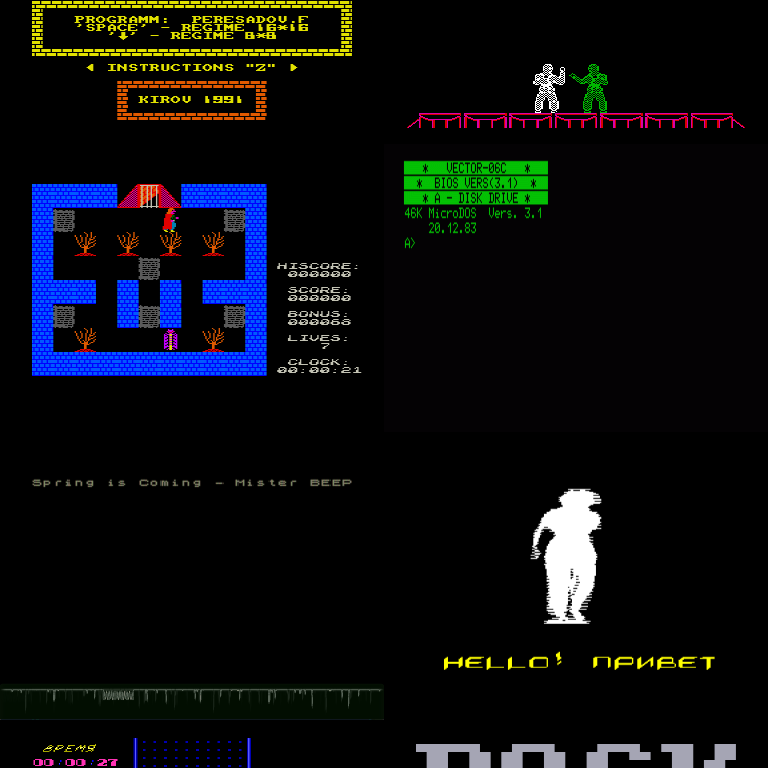 PROGRAMM: PERESADOV.F
'SPACE' - REGIME 16*16
'↓' - REGIME 8*8
◄ INSTRUCTIONS "Z" ►
KIROV 1991
* VECTOR-06C *
* BIOS VERS(3.1) *
* A - DISK DRIVE *
46K MicroDOS Vers. 3.1
20.12.83
A>
HISCORE:
000000
SCORE:
000000
BONUS:
000088
LIVES:
7
CLOCK:
00:00:21
Spring is Coming - Mister BEEP
HELLO! ПРИВЕТ
ВРЕМЯ
00:00:27